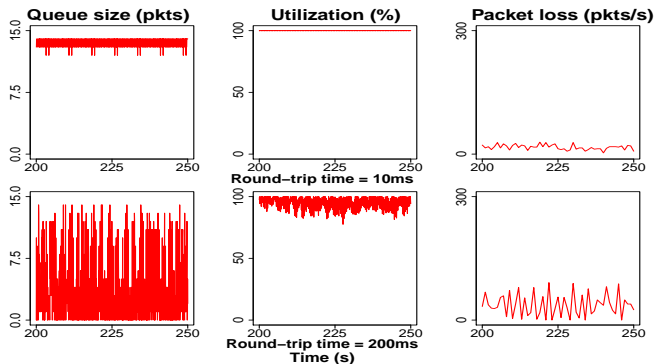 Queue size (pkts) Utilization (%) Packet loss (pkts/s)
15.0 7.5 0.0 200 225 250
100 50 0 200 225 250
300 0 200 225 250
Round−trip time = 10ms
15.0 7.5 0.0 200 225 250
100 50 0 200 225 250
300 0 200 225 250
Round−trip time = 200ms
Time (s)